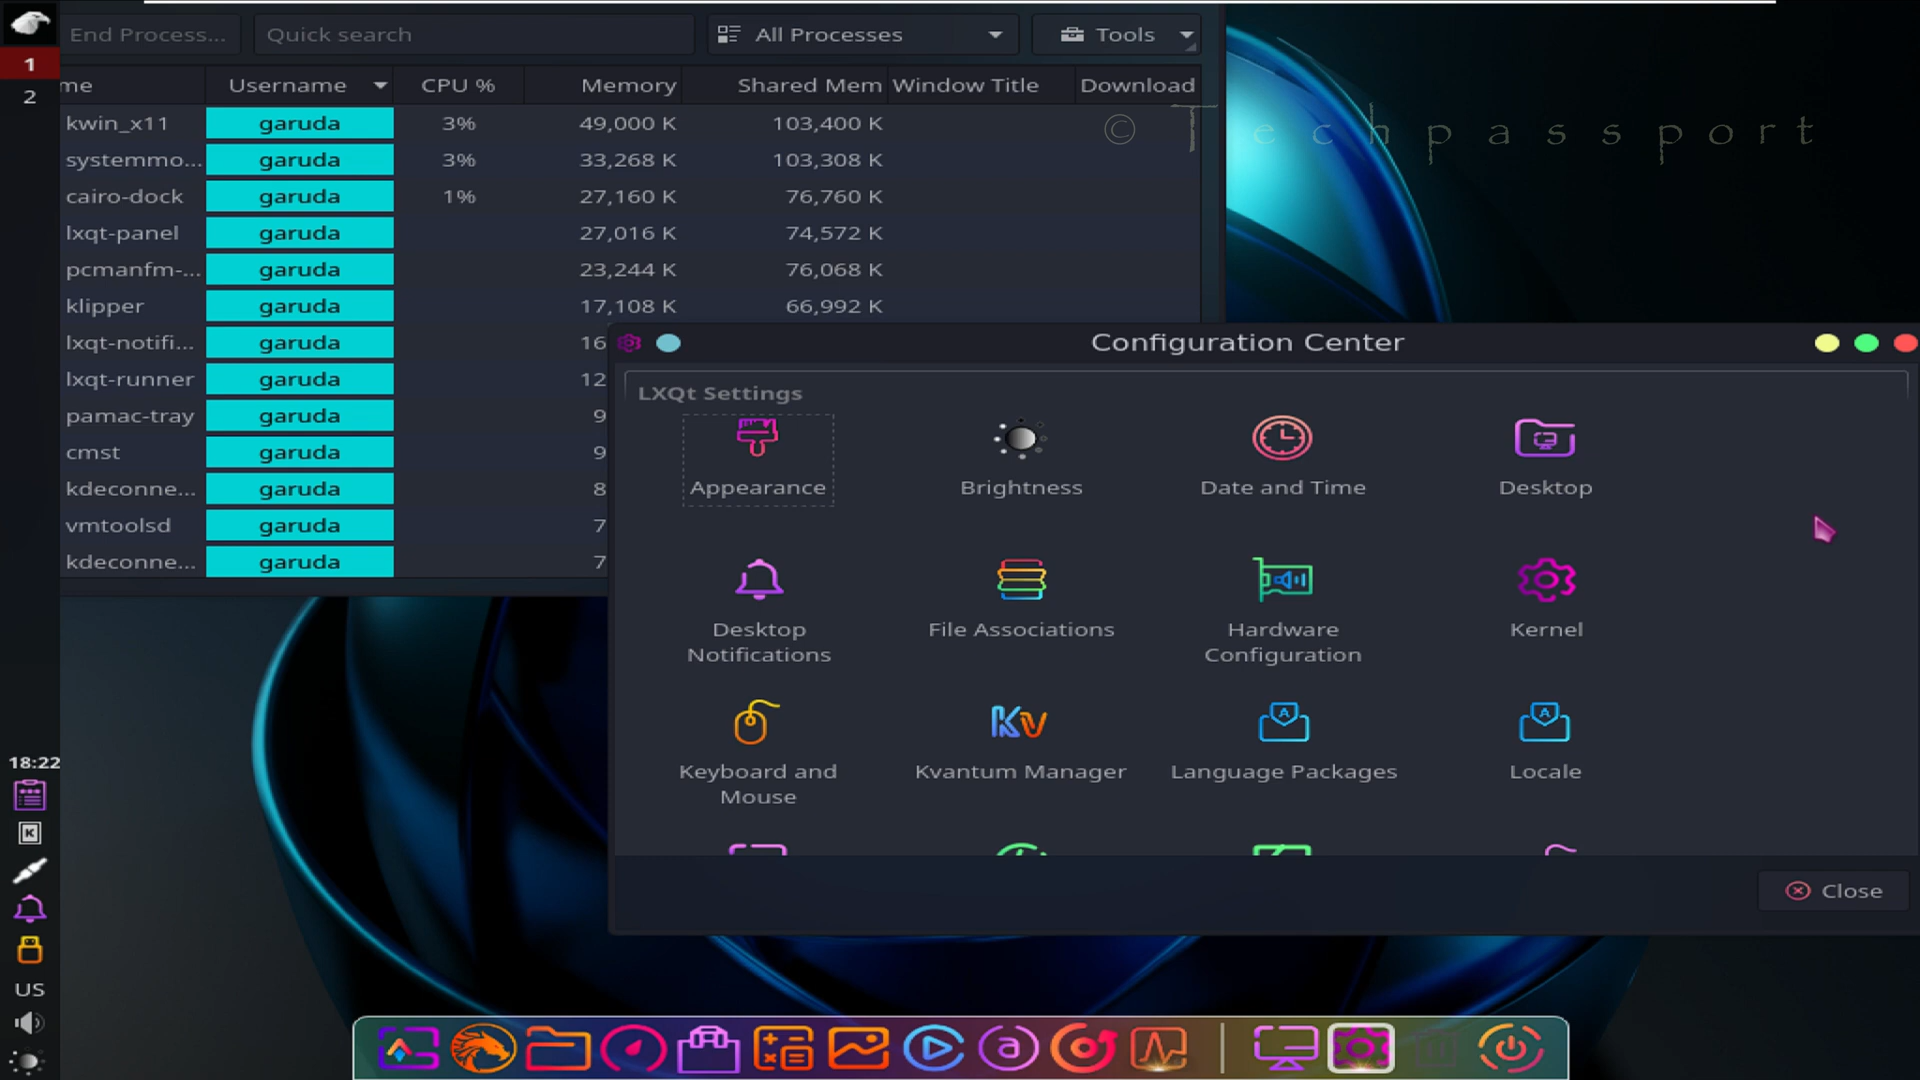 End Process... Quick search All Processes Tools
me Username CPU % Memory Shared Mem Window Title Download
kwin_x11 garuda 3% 49,000 K 103,400 K
© Techpassport
systemmo... garuda 3% 33,268 K 103,308 K
cairo-dock garuda 1% 27,160 K 76,760 K
lxqt-panel garuda 27,016 K 74,572 K
pcmanfm-... garuda 23,244 K 76,068 K
klipper garuda 17,108 K 66,992 K
lxqt-notifi... garuda 16
lxqt-runner garuda 12
pamac-tray garuda 9
cmst garuda 9
kdeconne... garuda 8
vmtoolsd garuda 7
kdeconne... garuda 7
1
2
18:22
K
US
Configuration Center
LXQt Settings
Appearance Brightness Date and Time Desktop
Desktop Notifications File Associations Hardware Configuration Kernel
Keyboard and Mouse Kvantum Manager Language Packages Locale
Close